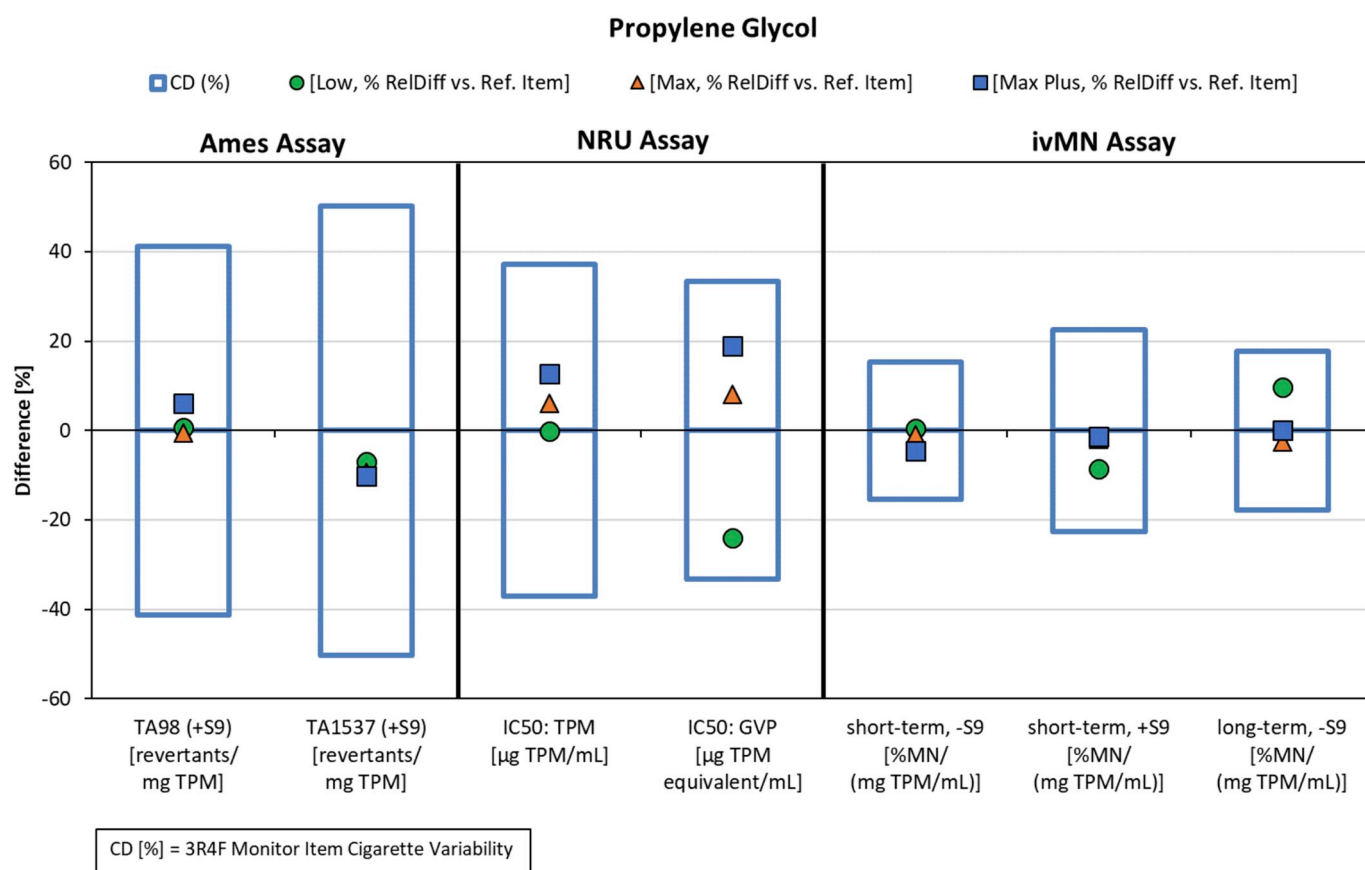 Propylene Glycol
CD (%) [Low, % RelDiff vs. Ref. Item] [Max, % RelDiff vs. Ref. Item] [Max Plus, % RelDiff vs. Ref. Item]
Ames Assay NRU Assay ivMN Assay
Difference [%]
60
40
20
0
-20
-40
-60
TA98 (+S9)
[revertants/
mg TPM]
TA1537 (+S9)
[revertants/
mg TPM]
IC50: TPM
[µg TPM/mL]
IC50: GVP
[µg TPM
equivalent/mL]
short-term, -S9
[%MN/
(mg TPM/mL)]
short-term, +S9
[%MN/
(mg TPM/mL)]
long-term, -S9
[%MN/
(mg TPM/mL)]
CD [%] = 3R4F Monitor Item Cigarette Variability